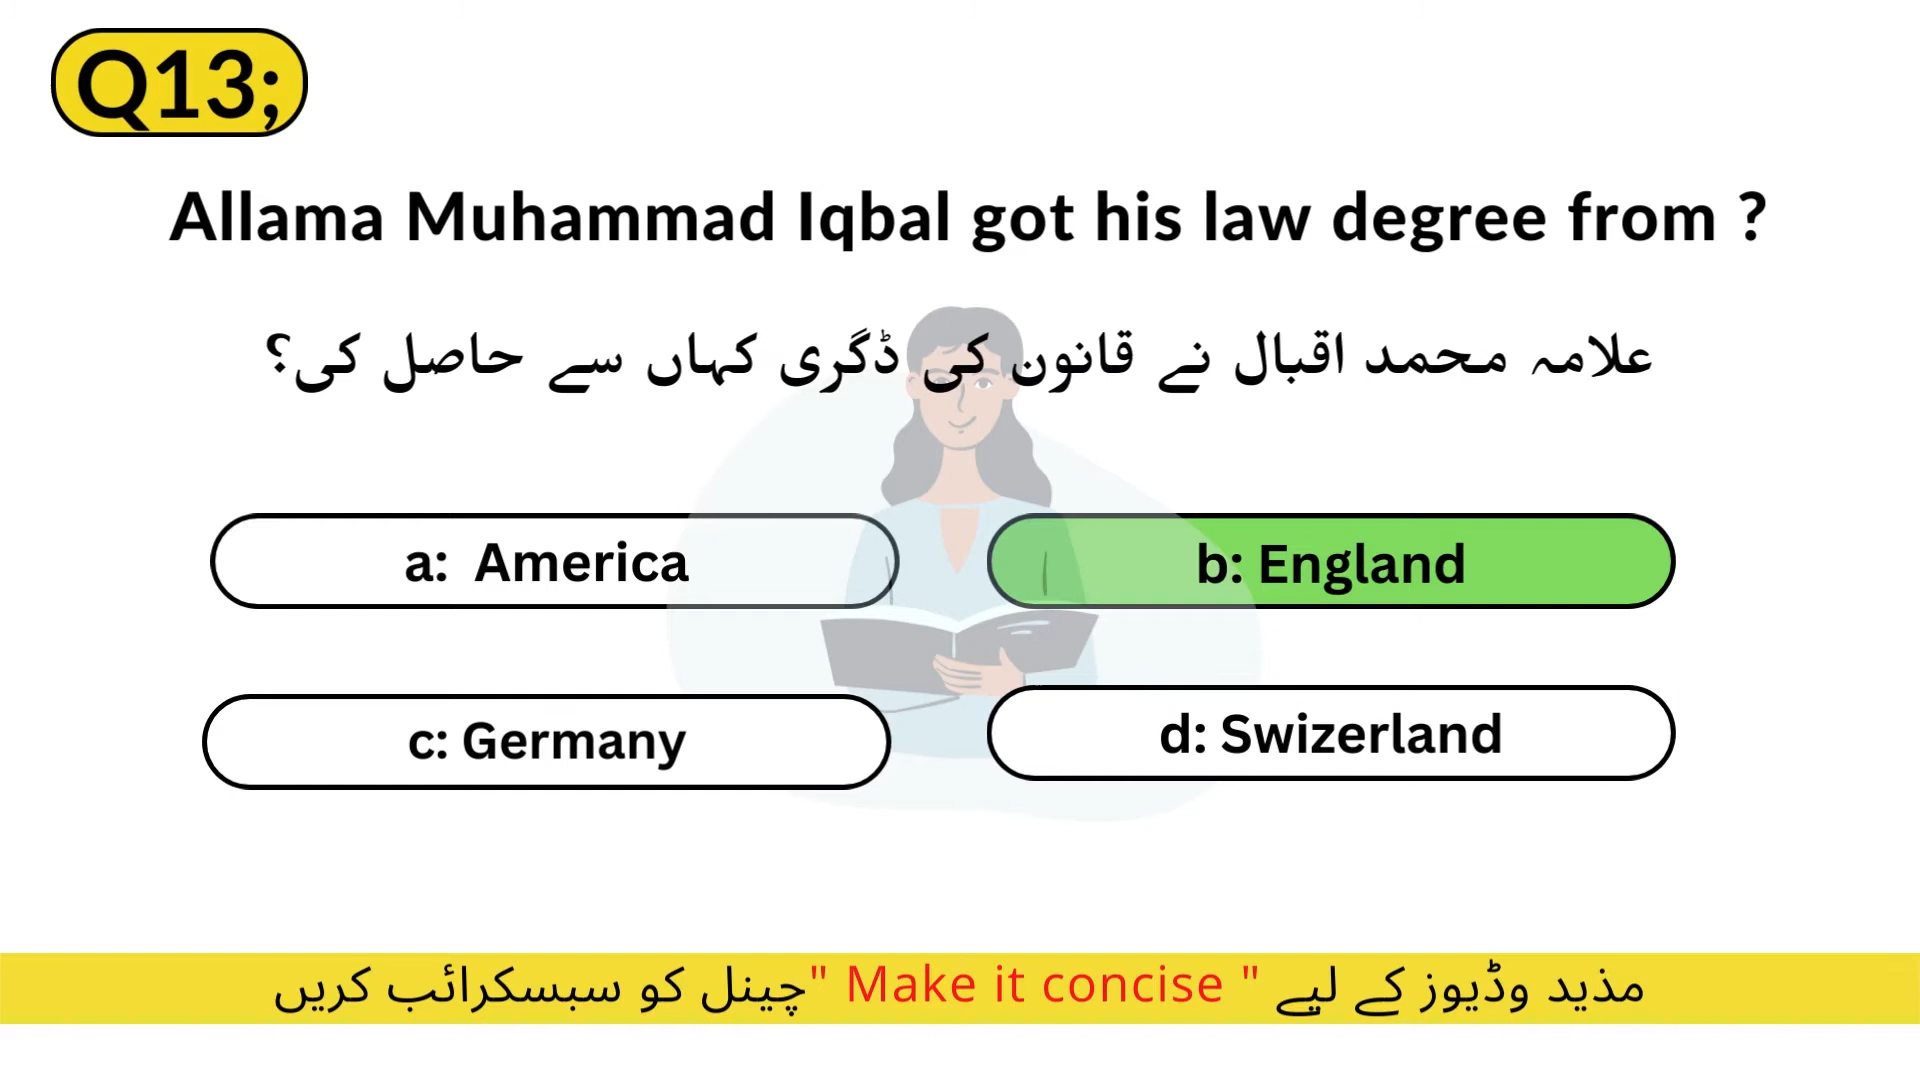 Q13;
Allama Muhammad Iqbal got his law degree from ?
علامہ محمد اقبال نے قانون کی ڈگری کہاں سے حاصل کی؟
a: America
b: England
c: Germany
d: Swizerland
مذید وڈیوز کے لیے " Make it concise "چینل کو سبسکرائب کریں